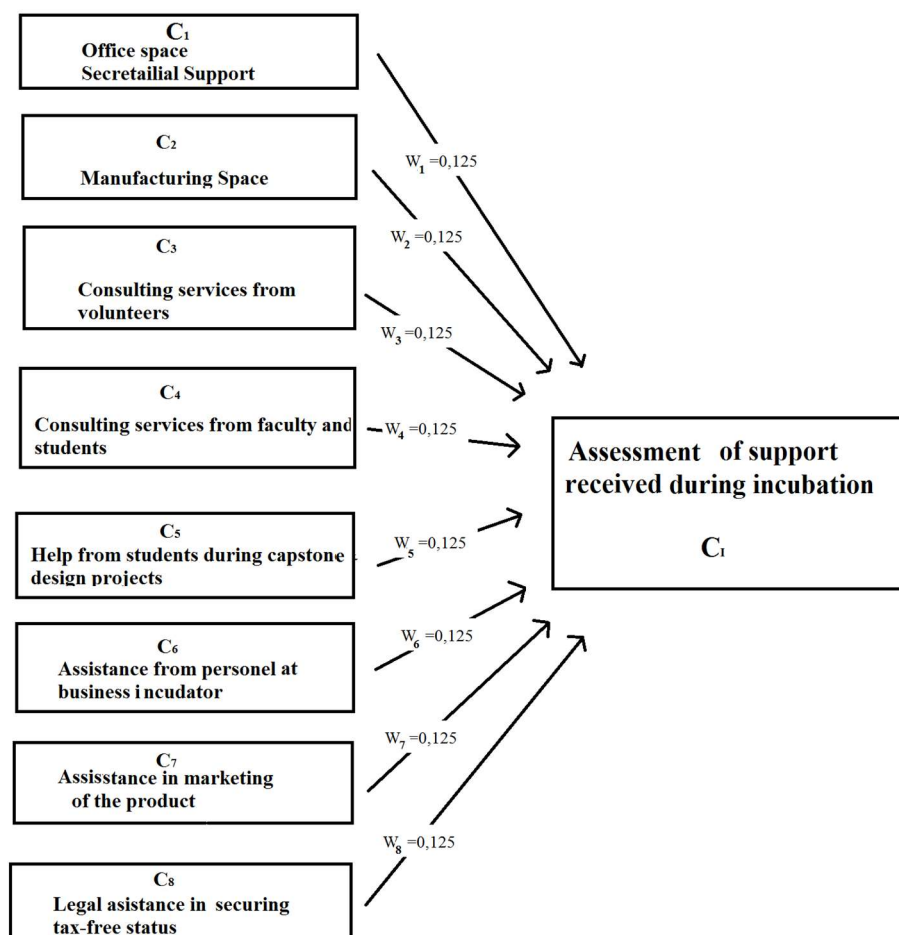 C1
Office space
Secretailial Support
W1 =0,125
C2
Manufacturing Space
W2 =0,125
C3
Consulting services from
volunteers
W3 =0,125
C4
Consulting services from faculty and
students
W4 =0,125
Assessment of support
received during incubation
CI
C5
Help from students during capstone
design projects
W5 =0,125
C6
Assistance from personel at
business incudator
W6 =0,125
C7
Assisstance in marketing
of the product
W7 =0,125
C8
Legal asistance in securing
tax-free status
W8 =0,125